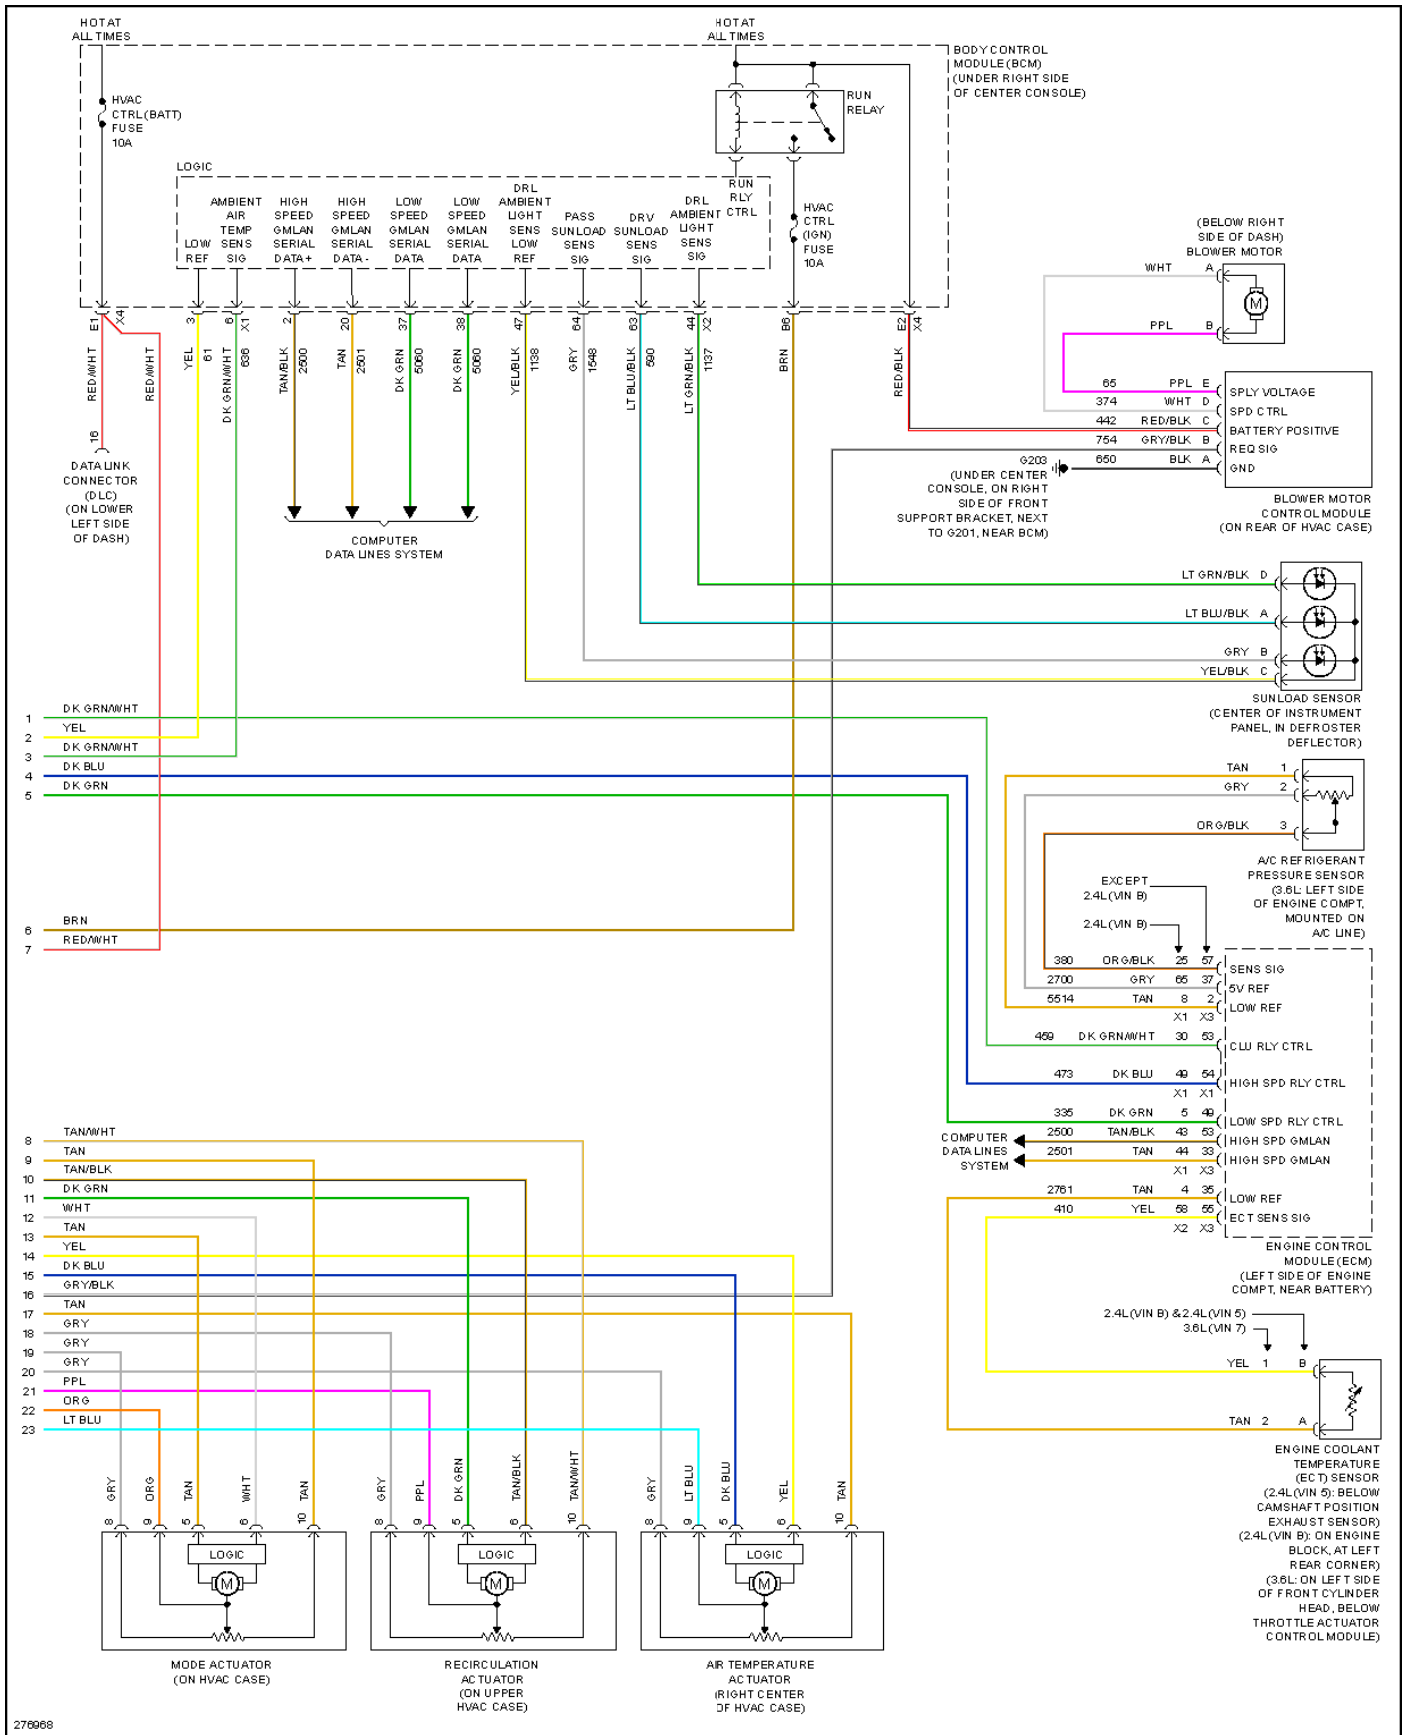 HOT AT
ALL TIMES
HOT AT
ALL TIMES
BODY CONTROL
MODULE (BCM)
(UNDER RIGHT SIDE
OF CENTER CONSOLE)
HVAC
CTRL (BATT)
FUSE
10A
RUN
RELAY
LOGIC
LOW
REF
AMBIENT
AIR
TEMP
SENS
SIG
HIGH
SPEED
GMLAN
SERIAL
DATA+
HIGH
SPEED
GMLAN
SERIAL
DATA-
LOW
SPEED
GMLAN
SERIAL
DATA
LOW
SPEED
GMLAN
SERIAL
DATA
DRL
AMBIENT
LIGHT
SENS
LOW
REF
PASS
SUNLOAD
SENS
SIG
DRV
SUNLOAD
SENS
SIG
DRL
AMBIENT
LIGHT
SENS
SIG
RUN
RLY
CTRL
HVAC
CTRL
(IGN)
FUSE
10A
E1 X4
3
6 X1
2
20
37
38
47
64
63
44 X2
B6
E2 X4
RED/WHT
RED/WHT
YEL 61
DK GRN/WHT 636
TAN/BLK 2500
TAN 2501
DK GRN 5060
DK GRN 5060
YEL/BLK 1138
GRY 1548
LT BLU/BLK 590
LT GRN/BLK 1137
BRN
RED/BLK
16
DATA LINK
CONNECTOR
(DLC)
(ON LOWER
LEFT SIDE
OF DASH)
COMPUTER
DATA LINES SYSTEM
(BELOW RIGHT
SIDE OF DASH)
BLOWER MOTOR
WHT A
M
PPL B
65 PPL E SPLY VOLTAGE
374 WHT D SPD CTRL
442 RED/BLK C BATTERY POSITIVE
754 GRY/BLK B REQ SIG
650 BLK A GND
G203
(UNDER CENTER
CONSOLE, ON RIGHT
SIDE OF FRONT
SUPPORT BRACKET, NEXT
TO G201, NEAR BCM)
BLOWER MOTOR
CONTROL MODULE
(ON REAR OF HVAC CASE)
LT GRN/BLK D
LT BLU/BLK A
GRY B
YEL/BLK C
SUNLOAD SENSOR
(CENTER OF INSTRUMENT
PANEL, IN DEFROSTER
DEFLECTOR)
1 DK GRN/WHT
2 YEL
3 DK GRN/WHT
4 DK BLU
5 DK GRN
6 BRN
7 RED/WHT
TAN 1
GRY 2
ORG/BLK 3
A/C REFRIGERANT
PRESSURE SENSOR
(3.6L: LEFT SIDE
OF ENGINE COMPT,
MOUNTED ON
A/C LINE)
EXCEPT
2.4L (VIN B)
2.4L (VIN B)
380 ORG/BLK 25 57 SENS SIG
2700 GRY 65 37 5V REF
5514 TAN 8 2 LOW REF
X1 X3
459 DK GRN/WHT 30 53 CLU RLY CTRL
473 DK BLU 49 54 HIGH SPD RLY CTRL
X1 X1
335 DK GRN 5 49 LOW SPD RLY CTRL
2500 TAN/BLK 43 53 HIGH SPD GMLAN
2501 TAN 44 33 HIGH SPD GMLAN
X1 X3
COMPUTER
DATA LINES
SYSTEM
2761 TAN 4 35 LOW REF
410 YEL 58 55 ECT SENS SIG
X2 X3
ENGINE CONTROL
MODULE (ECM)
(LEFT SIDE OF ENGINE
COMPT, NEAR BATTERY)
8 TAN/WHT
9 TAN
10 TAN/BLK
11 DK GRN
12 WHT
13 TAN
14 YEL
15 DK BLU
16 GRY/BLK
17 TAN
18 GRY
19 GRY
20 GRY
21 PPL
22 ORG
23 LT BLU
2.4L (VIN B) & 2.4L (VIN 5)
3.6L (VIN 7)
YEL 1 B
TAN 2 A
ENGINE COOLANT
TEMPERATURE
(ECT) SENSOR
(2.4L (VIN 5): BELOW
CAMSHAFT POSITION
EXHAUST SENSOR)
(2.4L (VIN B): ON ENGINE
BLOCK, AT LEFT
REAR CORNER)
(3.6L: ON LEFT SIDE
OF FRONT CYLINDER
HEAD, BELOW
THROTTLE ACTUATOR
CONTROL MODULE)
GRY ORG TAN WHT TAN
8 9 5 6 10
LOGIC
M
MODE ACTUATOR
(ON HVAC CASE)
GRY PPL DK GRN TAN/BLK TAN/WHT
8 9 5 6 10
LOGIC
M
RECIRCULATION
ACTUATOR
(ON UPPER
HVAC CASE)
GRY LT BLU DK BLU YEL TAN
8 9 5 6 10
LOGIC
M
AIR TEMPERATURE
ACTUATOR
(RIGHT CENTER
OF HVAC CASE)
276968